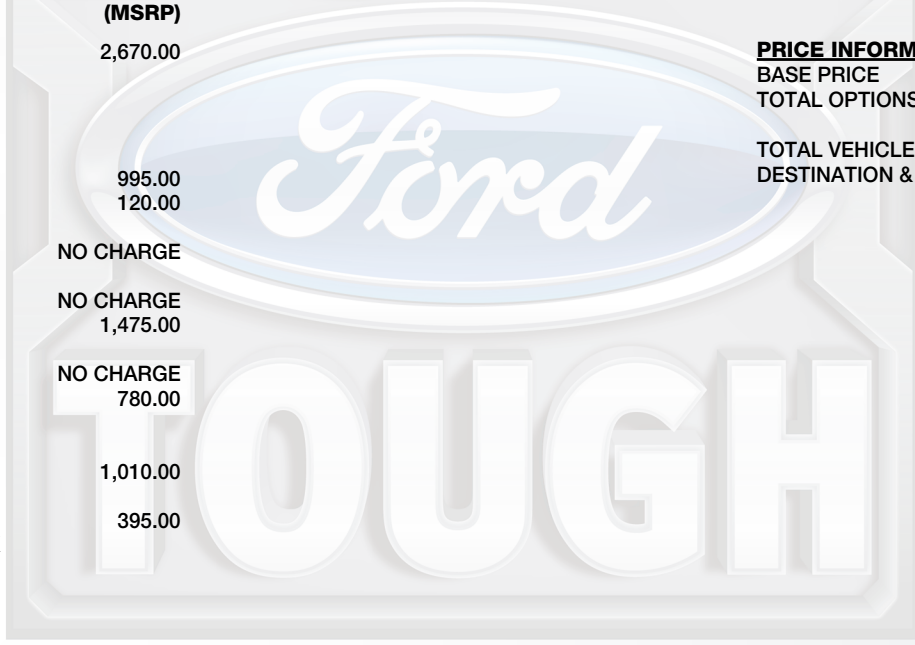 (MSRP)
2,670.00
995.00
120.00
NO CHARGE
NO CHARGE
1,475.00
NO CHARGE
780.00
1,010.00
395.00
PRICE INFORM
BASE PRICE
TOTAL OPTIONS
TOTAL VEHICLE
DESTINATION &
Ford
TOUGH